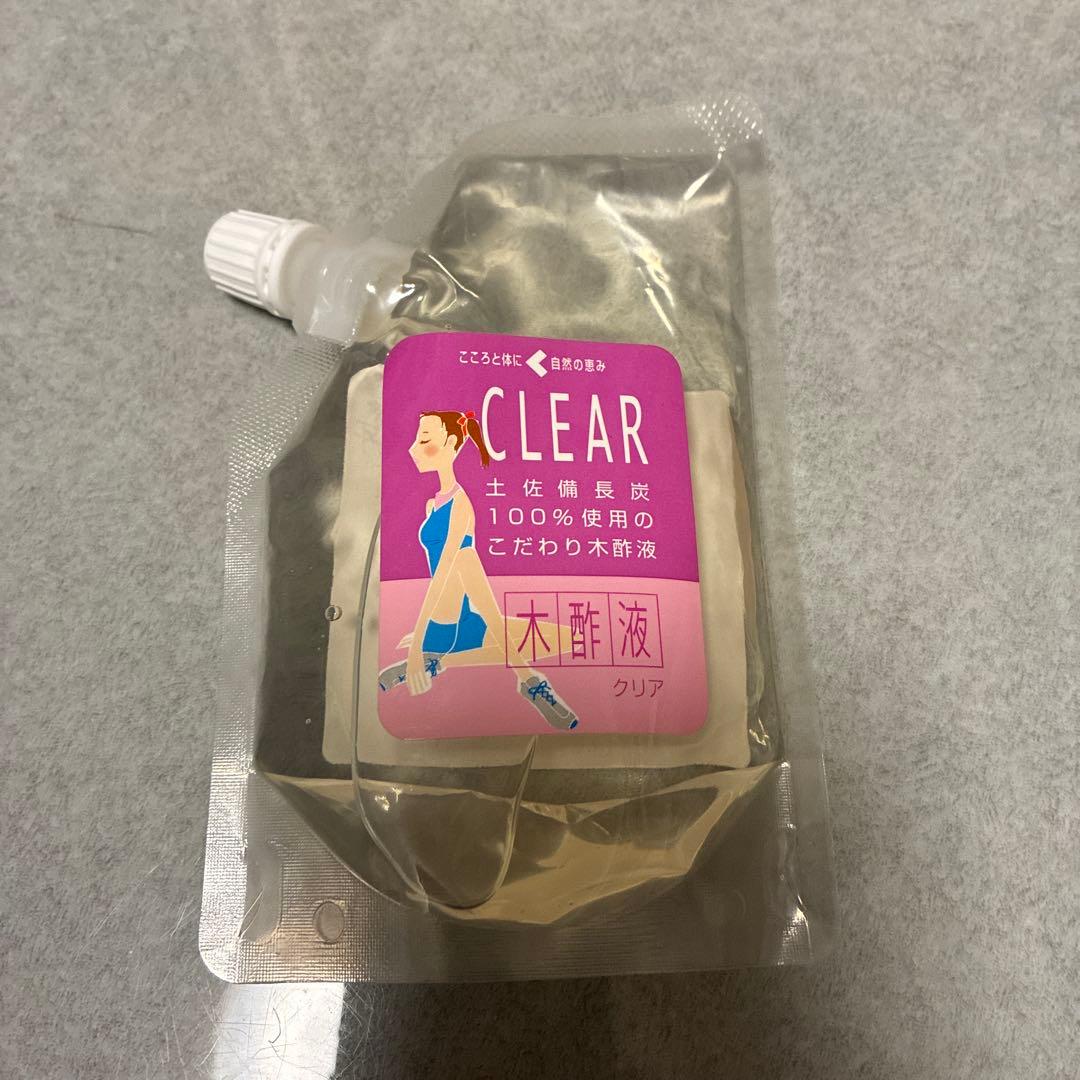 こころと体に 自然の恵み
CLEAR
土佐備長炭
100%使用の
こだわり木酢液
木酢液
クリア